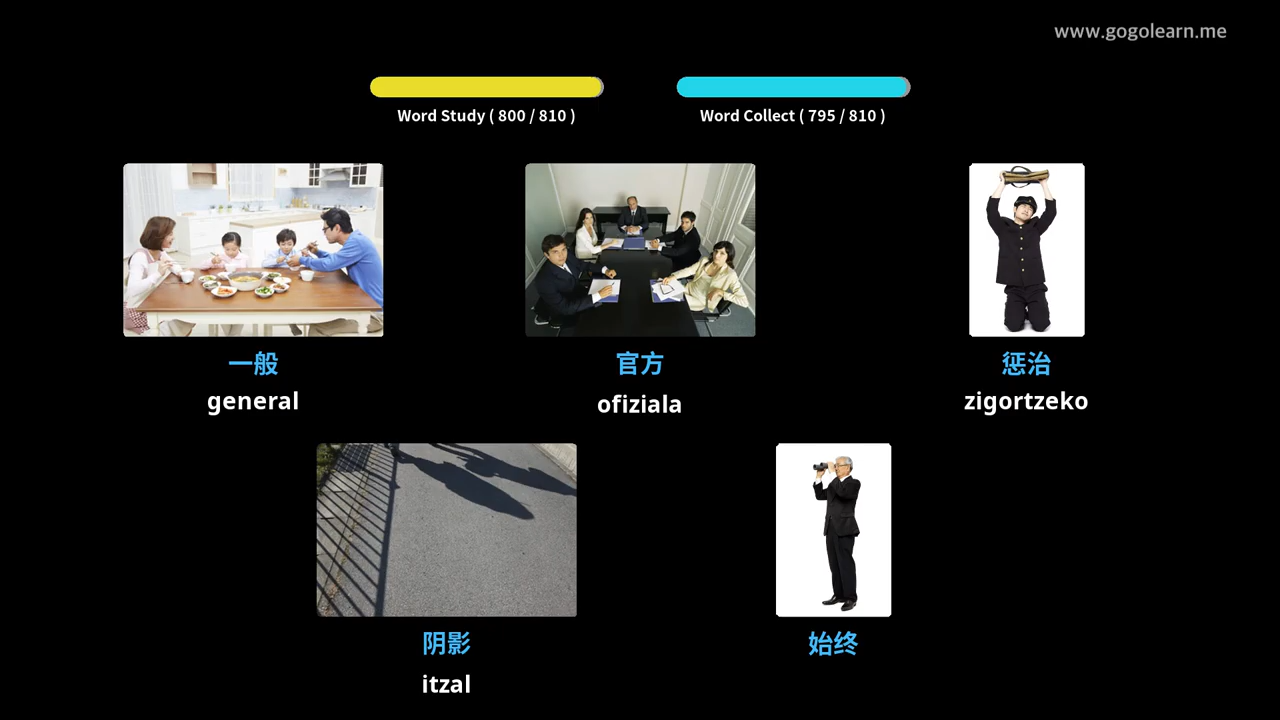 www.gogolearn.me
Word Study ( 800 / 810 )
Word Collect ( 795 / 810 )
一般
general
官方
ofiziala
惩治
zigortzeko
阴影
itzal
始终